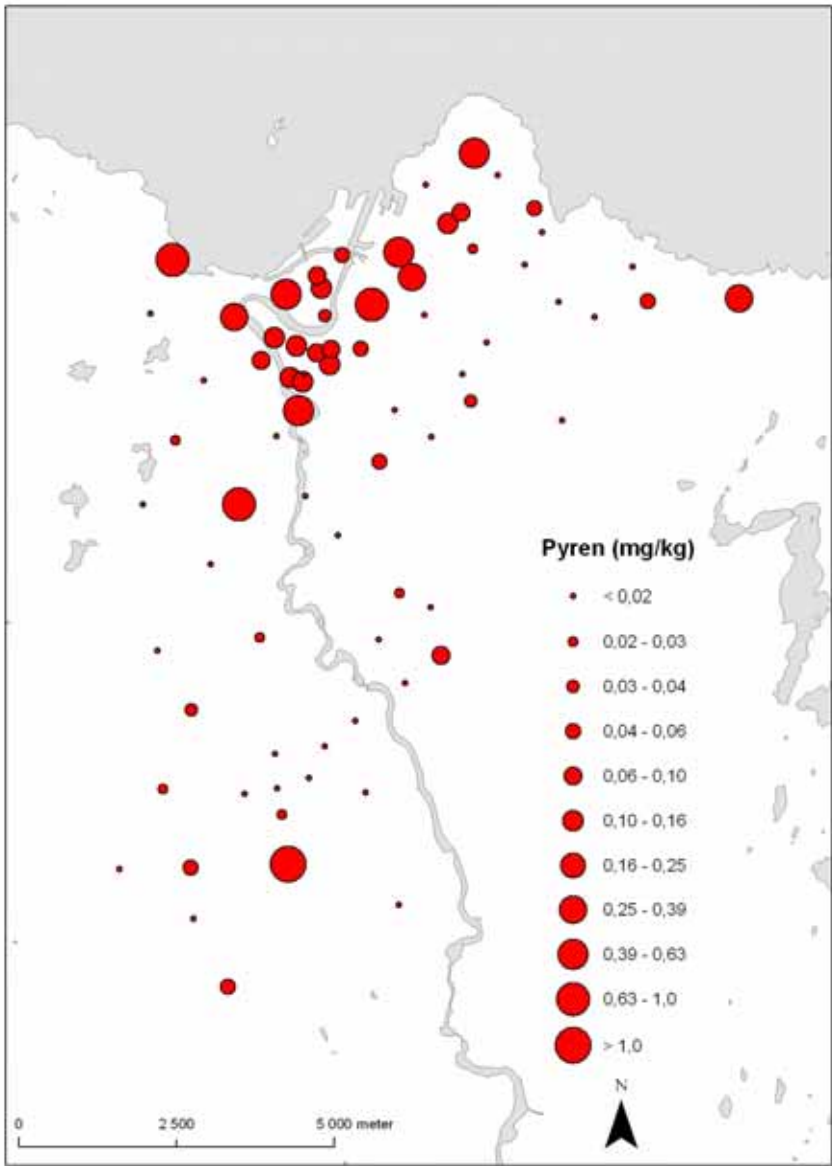 Pyren (mg/kg)
< 0,02
0,02 - 0,03
0,03 - 0,04
0,04 - 0,06
0,06 - 0,10
0,10 - 0,16
0,16 - 0,25
0,25 - 0,39
0,39 - 0,63
0,63 - 1,0
> 1,0
N
0 2 500 5 000 meter